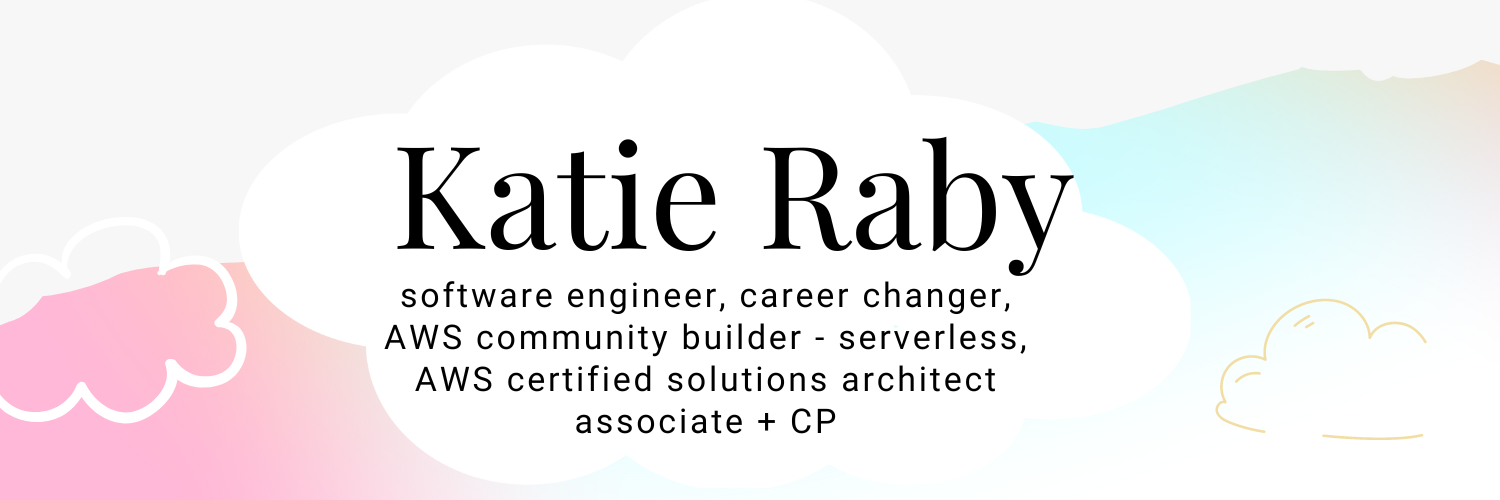 Katie Raby
software engineer, career changer,
AWS community builder - serverless,
AWS certified solutions architect
associate + CP